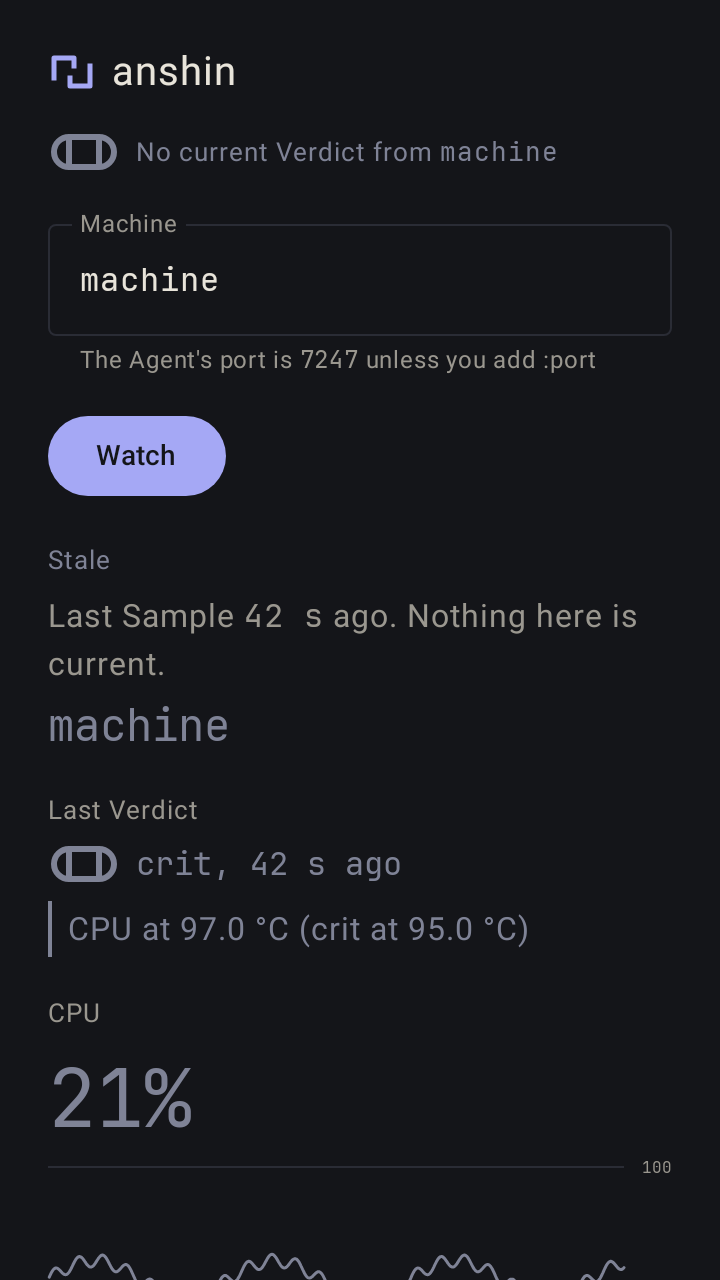 anshin
No current Verdict from machine
Machine
machine
The Agent's port is 7247 unless you add :port
Watch
Stale
Last Sample 42 s ago. Nothing here is
current.
machine
Last Verdict
crit, 42 s ago
CPU at 97.0 °C (crit at 95.0 °C)
CPU
21%
100